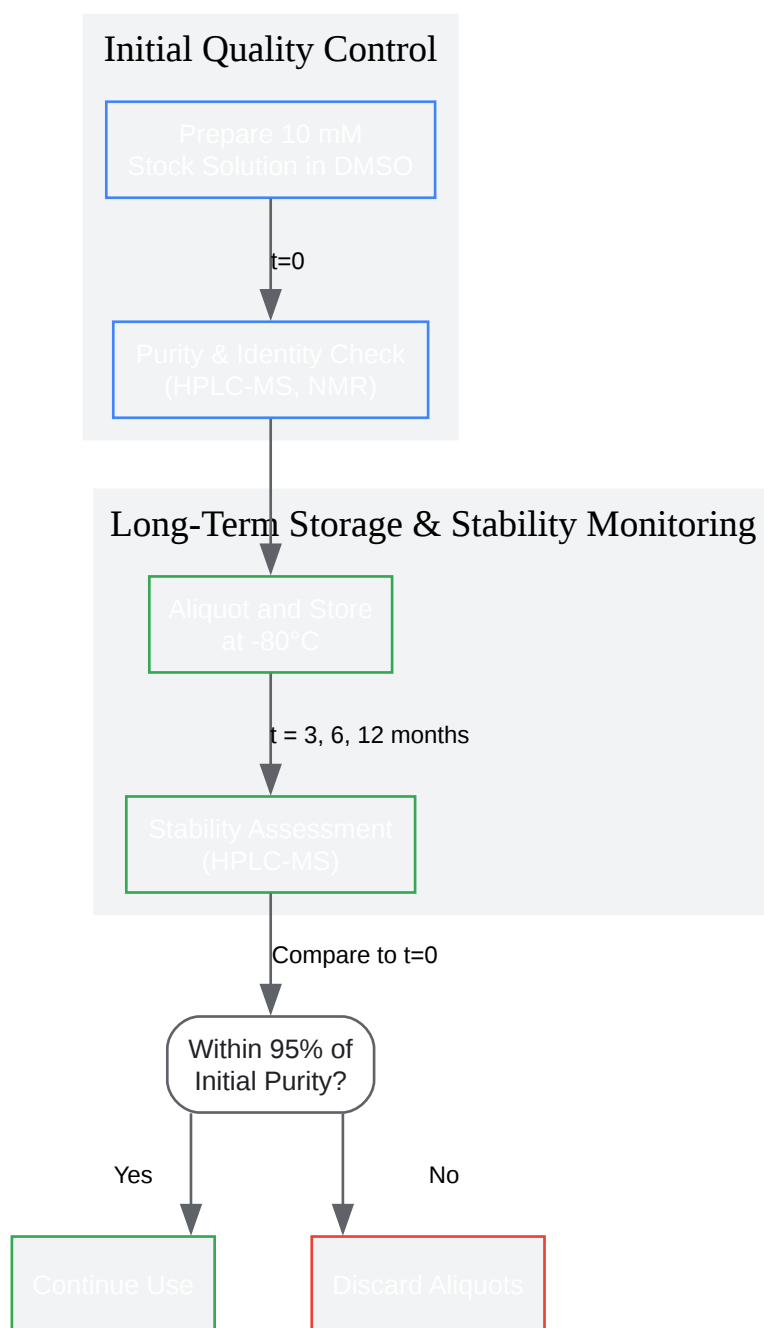 Initial Quality Control
Prepare 10 mM
Stock Solution in DMSO
t=0
Purity & Identity Check
(HPLC-MS, NMR)
Long-Term Storage & Stability Monitoring
Aliquot and Store
at -80°C
t = 3, 6, 12 months
Stability Assessment
(HPLC-MS)
Compare to t=0
Within 95% of
Initial Purity?
Yes
No
Continue Use
Discard Aliquots